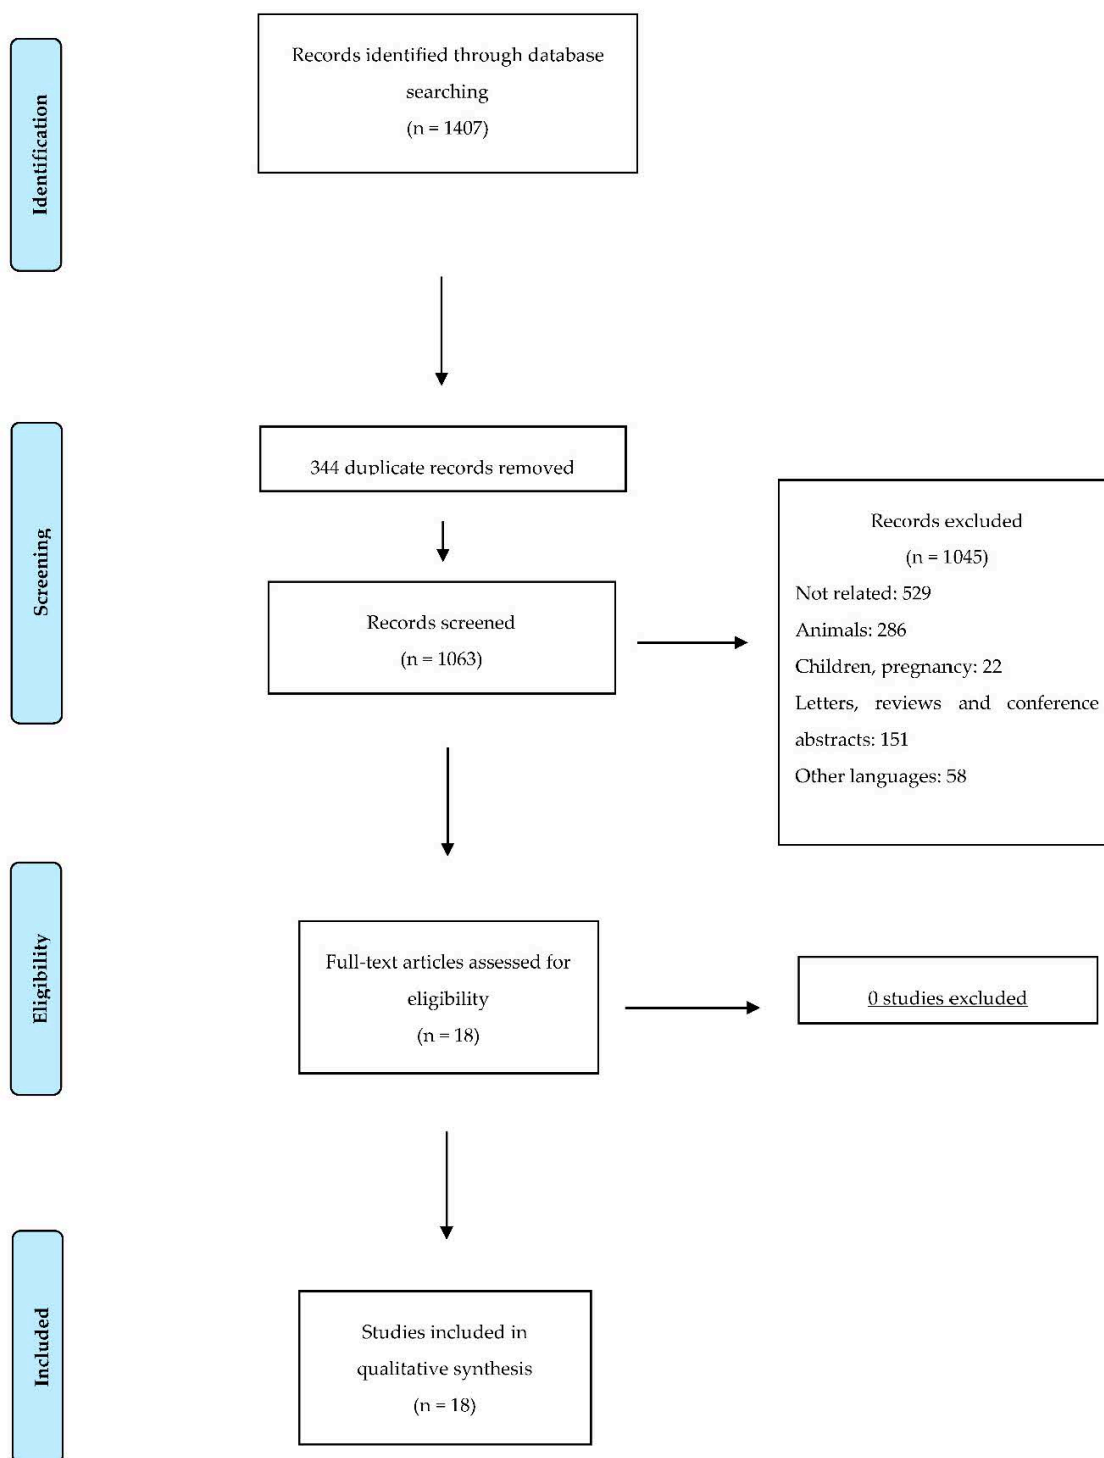 Identification
Records identified through database
searching
(n = 1407)
Screening
344 duplicate records removed
Records screened
(n = 1063)
Records excluded
(n = 1045)
Not related: 529
Animals: 286
Children, pregnancy: 22
Letters, reviews and conference
abstracts: 151
Other languages: 58
Eligibility
Full-text articles assessed for
eligibility
(n = 18)
0 studies excluded
Included
Studies included in
qualitative synthesis
(n = 18)